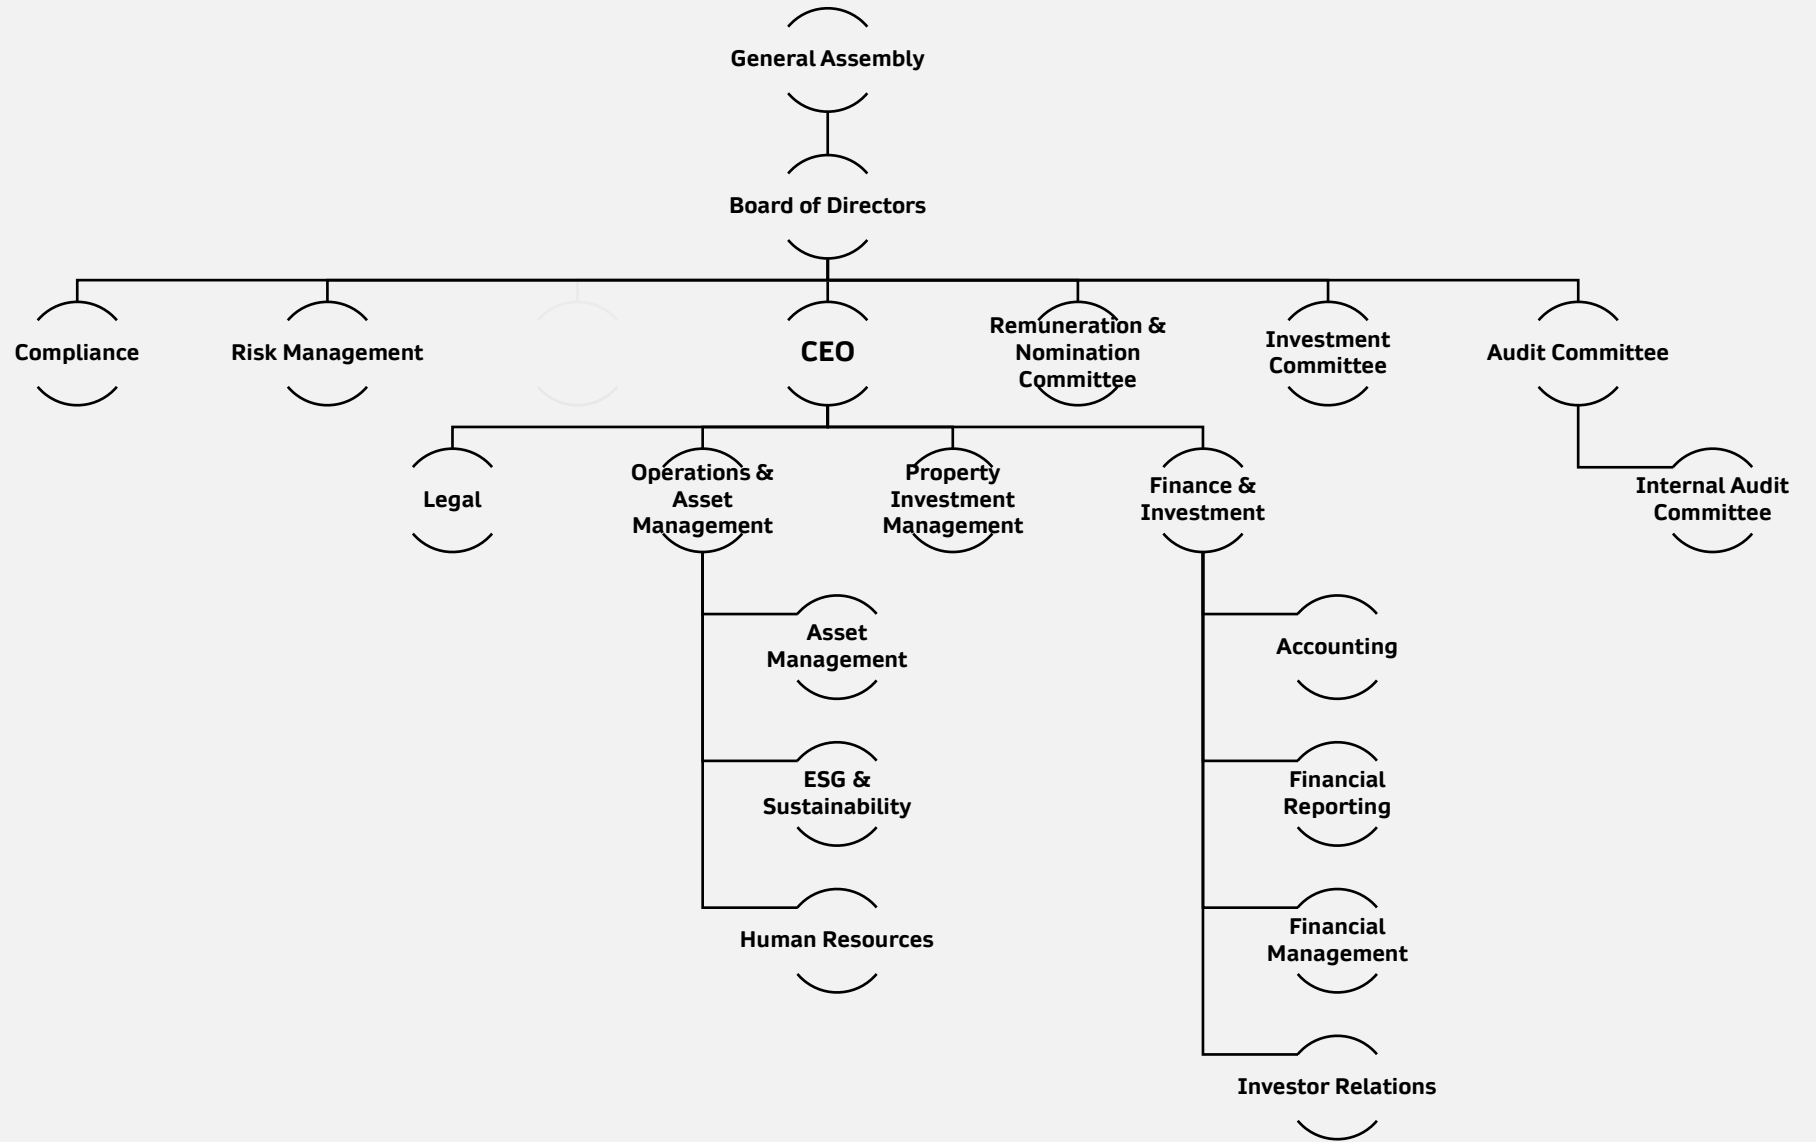 General Assembly
Board of Directors
Compliance
Risk Management
CEO
Remuneration &
Nomination
Committee
Investment
Committee
Audit Committee
Legal
Operations &
Asset
Management
Property
Investment
Management
Finance &
Investment
Internal Audit
Committee
Asset
Management
Accounting
ESG &
Sustainability
Financial
Reporting
Human Resources
Financial
Management
Investor Relations